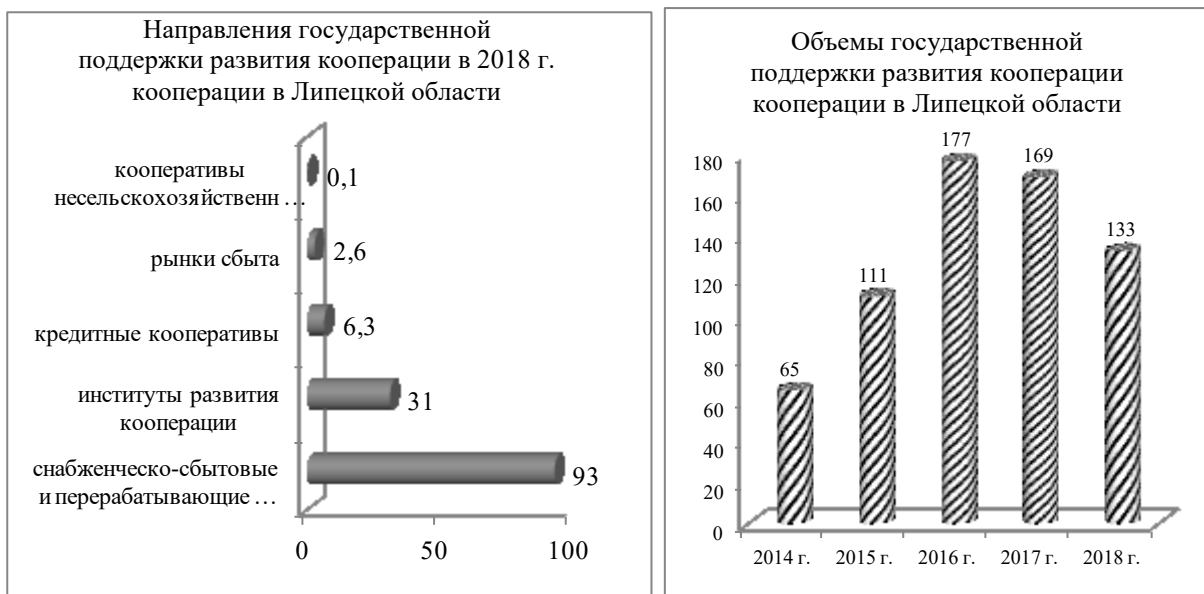 Направления государственной
поддержки развития кооперации в 2018 г.
кооперации в Липецкой области
кооперативы
несельскохозяйственн …
0,1
рынки сбыта
2,6
кредитные кооперативы
6,3
институты развития
кооперации
31
снабженческо-сбытовые
и перерабатывающие …
93
0 50 100
Объемы государственной
поддержки развития кооперации
кооперации в Липецкой области
180
160
140
120
100
80
60
40
20
0
65
111
177
169
133
2014 г. 2015 г. 2016 г. 2017 г. 2018 г.